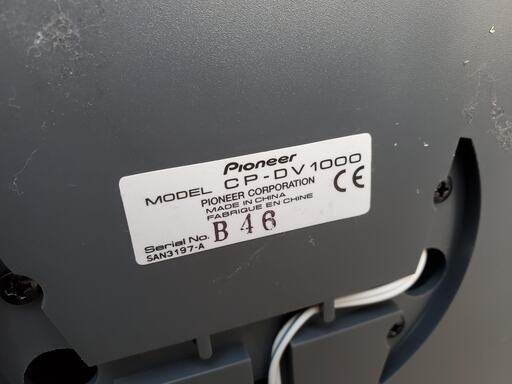 Pioneer
MODEL CP-DV1000
PIONEER CORPORATION
MADE IN CHINA
FABRIQUE EN CHINE
CE
Serial No. B46
SAN3197-A